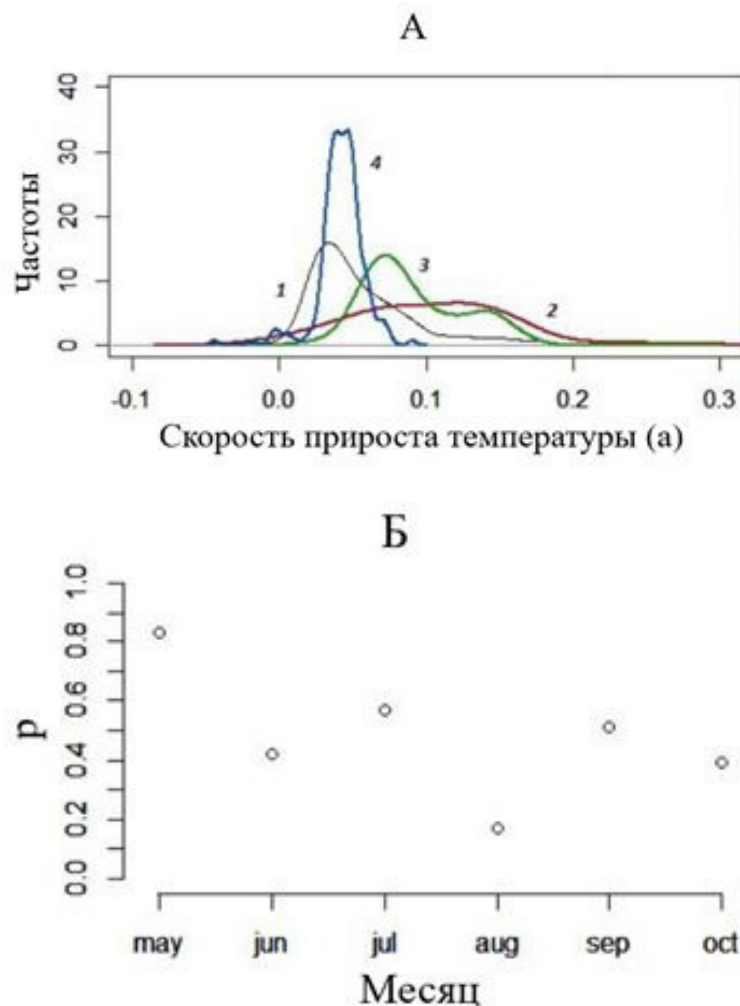 А
Частоты
40
30
20
10
0
1
2
3
4
-0.1 0.0 0.1 0.2 0.3
Скорость прироста температуры (a)
Б
p
1.0
0.8
0.6
0.4
0.2
0.0
may jun jul aug sep oct
Месяц